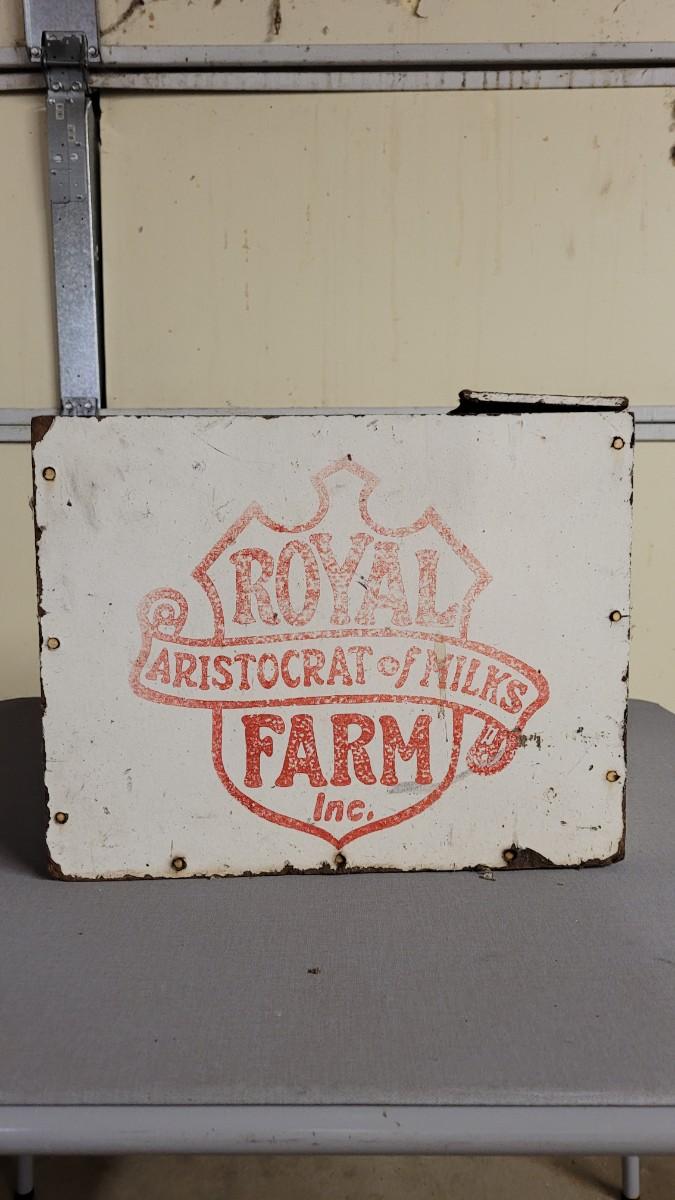 ROYAL
ARISTOCRAT of MILKS
FARM
Inc.